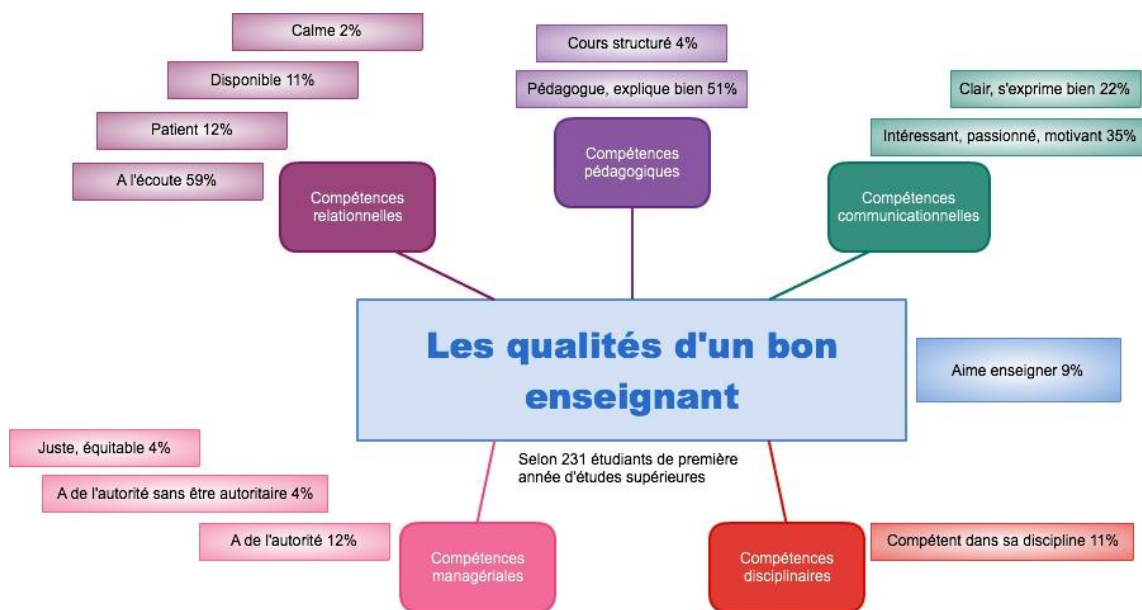 Calme 2%
Disponible 11%
Patient 12%
A l'écoute 59%
Compétences
relationnelles
Cours structuré 4%
Pédagogue, explique bien 51%
Compétences
pédagogiques
Clair, s'exprime bien 22%
Intéressant, passionné, motivant 35%
Compétences
communicationnelles
Les qualités d'un bon
enseignant
Aime enseigner 9%
Selon 231 étudiants de première
année d'études supérieures
Juste, équitable 4%
A de l'autorité sans être autoritaire 4%
A de l'autorité 12%
Compétences
managériales
Compétences
disciplinaires
Compétent dans sa discipline 11%